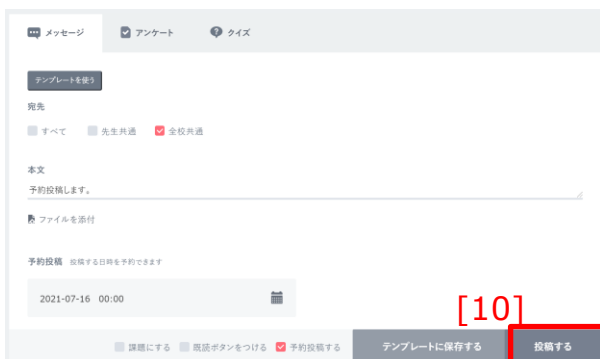 メッセージ アンケート クイズ
テンプレートを使う
宛先
すべて 先生共通 全校共通
本文
予約投稿します。
ファイルを添付
予約投稿 投稿する日時を予約できます
2021-07-16 00:00
[10]
課題にする 既読ボタンをつける 予約投稿する テンプレートに保存する 投稿する